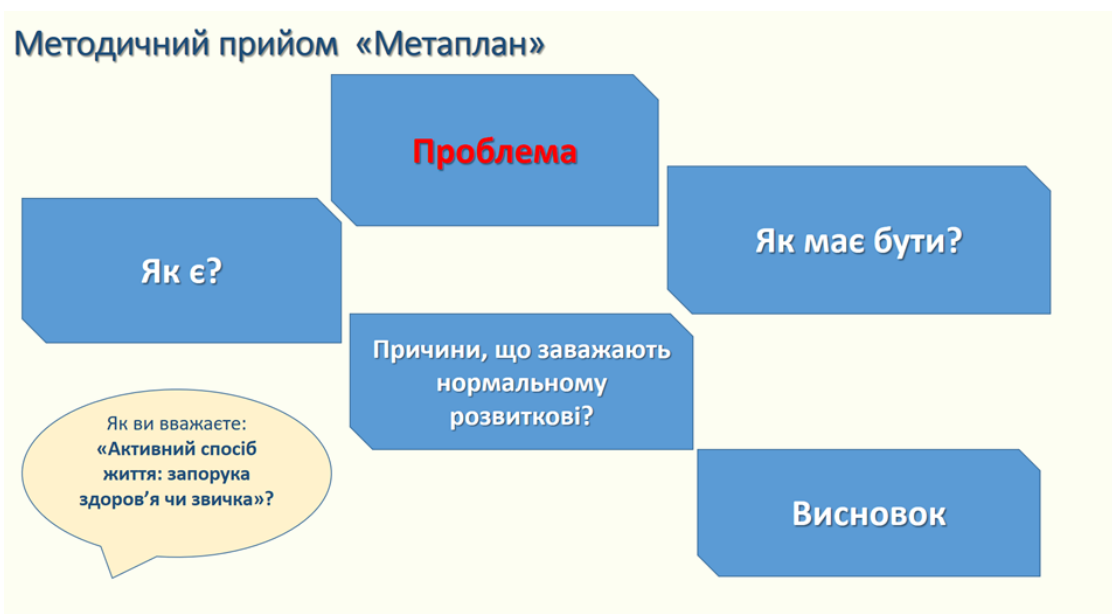 Методичний прийом «Метаплан»
Проблема
Як є?
Як має бути?
Причини, що заважають
нормальному
розвиткові?
Як ви вважаєте:
«Активний спосіб
життя: запорука
здоров’я чи звичка»?
Висновок